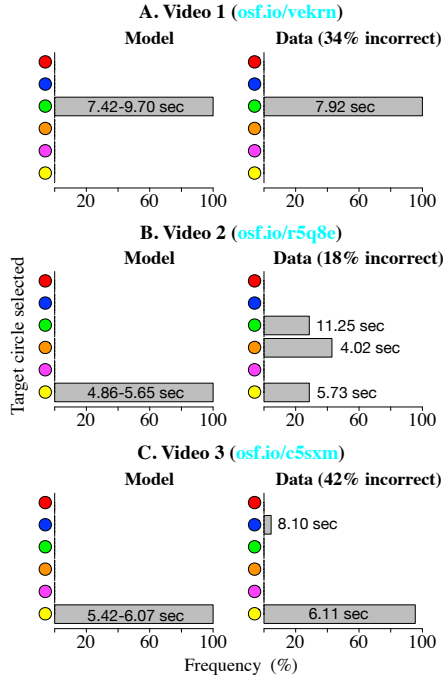 A. Video 1 (osf.io/vekrn)
Model
Data (34% incorrect)
7.42-9.70 sec
7.92 sec
20 60 100
20 60 100
B. Video 2 (osf.io/r5q8e)
Model
Data (18% incorrect)
11.25 sec
4.02 sec
4.86-5.65 sec
5.73 sec
20 60 100
20 60 100
C. Video 3 (osf.io/c5sxm)
Model
Data (42% incorrect)
8.10 sec
5.42-6.07 sec
6.11 sec
20 60 100
20 60 100
Frequency (%)
Target circle selected